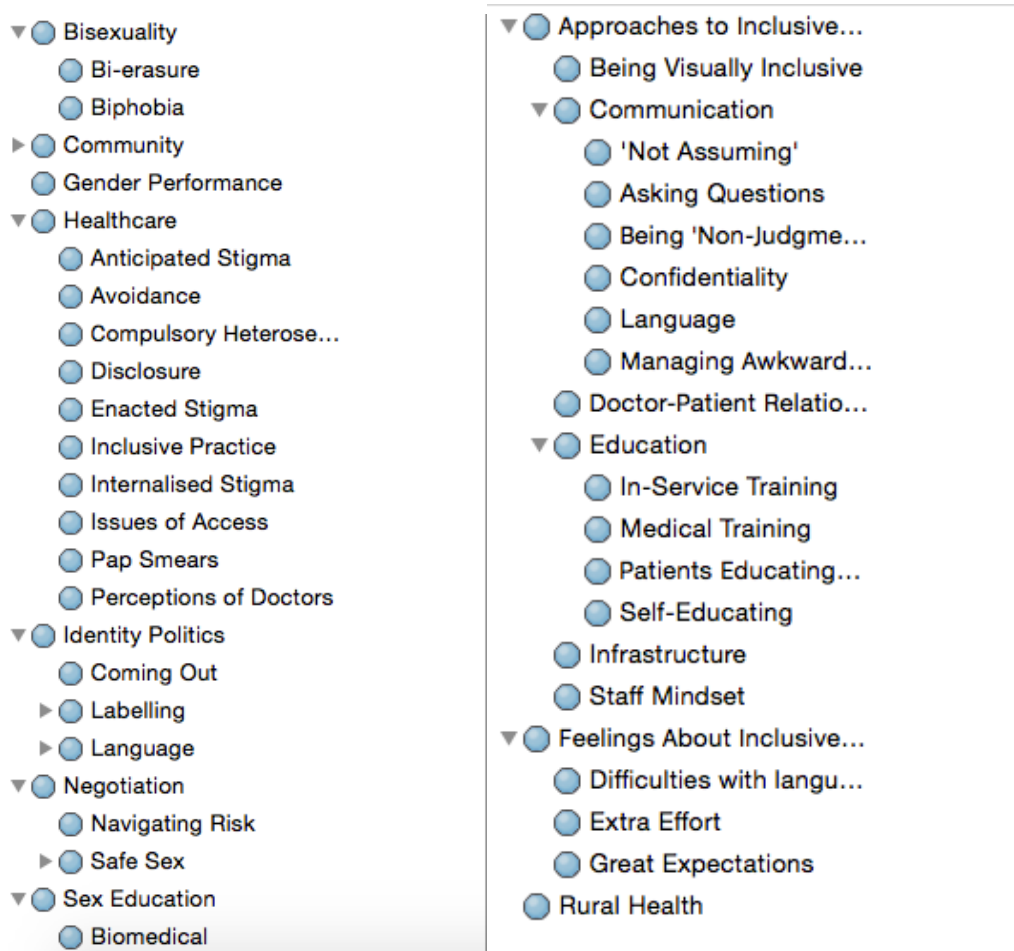 Bisexuality
Bi-erasure
Biphobia
Community
Gender Performance
Healthcare
Anticipated Stigma
Avoidance
Compulsory Heterose...
Disclosure
Enacted Stigma
Inclusive Practice
Internalised Stigma
Issues of Access
Pap Smears
Perceptions of Doctors
Identity Politics
Coming Out
Labelling
Language
Negotiation
Navigating Risk
Safe Sex
Sex Education
Biomedical
Approaches to Inclusive...
Being Visually Inclusive
Communication
'Not Assuming'
Asking Questions
Being 'Non-Judgme...
Confidentiality
Language
Managing Awkward...
Doctor-Patient Relatio...
Education
In-Service Training
Medical Training
Patients Educating...
Self-Educating
Infrastructure
Staff Mindset
Feelings About Inclusive...
Difficulties with langu...
Extra Effort
Great Expectations
Rural Health